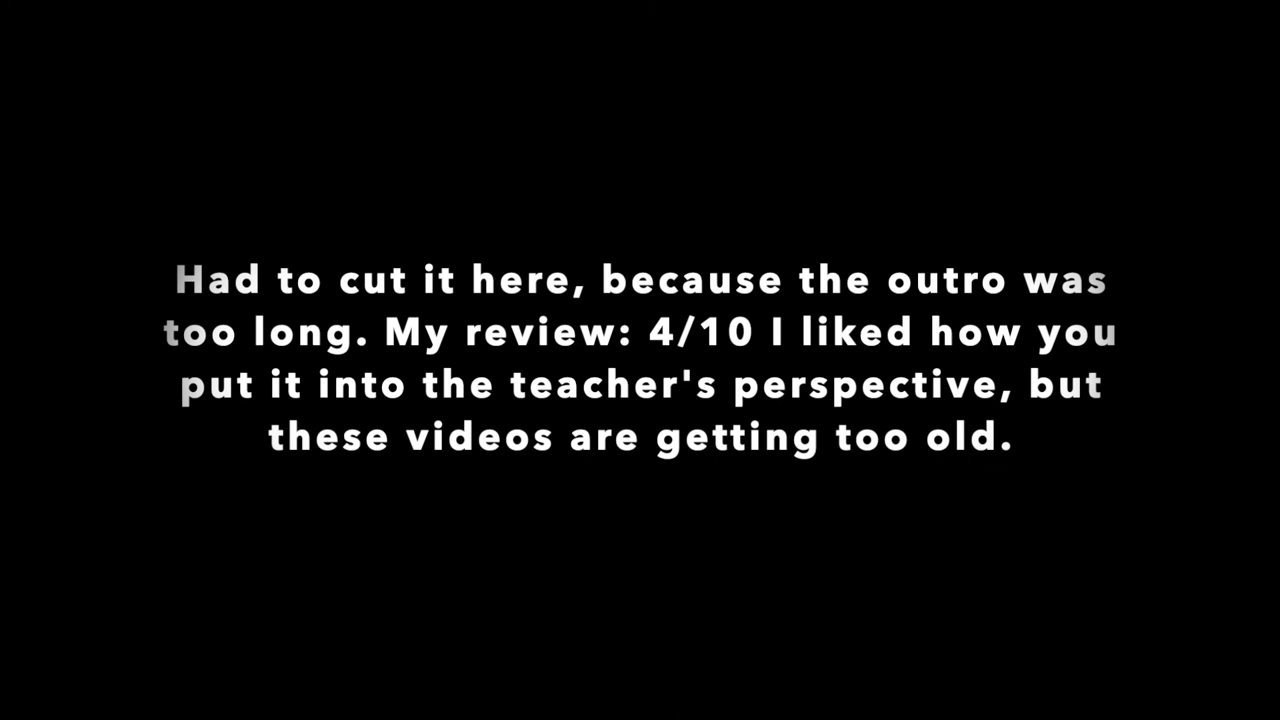 Had to cut it here, because the outro was
too long. My review: 4/10 I liked how you
put it into the teacher's perspective, but
these videos are getting too old.